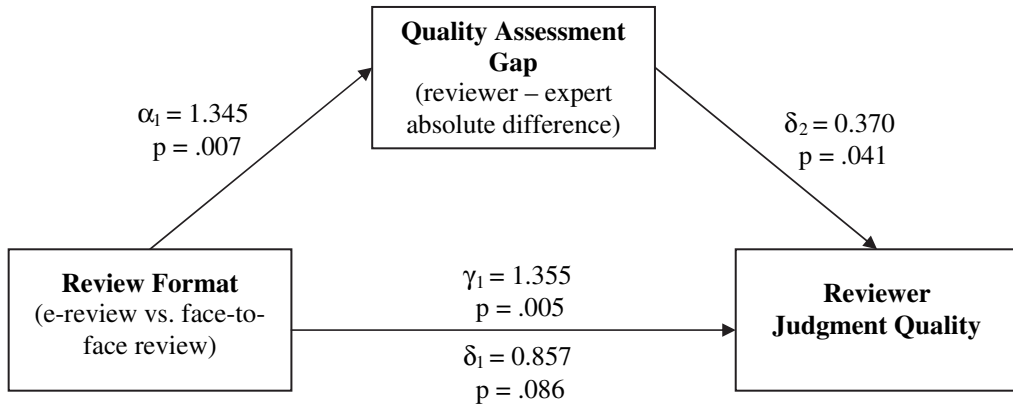 Quality Assessment
Gap
(reviewer – expert
absolute difference)
α₁ = 1.345
p = .007
δ₂ = 0.370
p = .041
Review Format
(e-review vs. face-to-
face review)
γ₁ = 1.355
p = .005
δ₁ = 0.857
p = .086
Reviewer
Judgment Quality